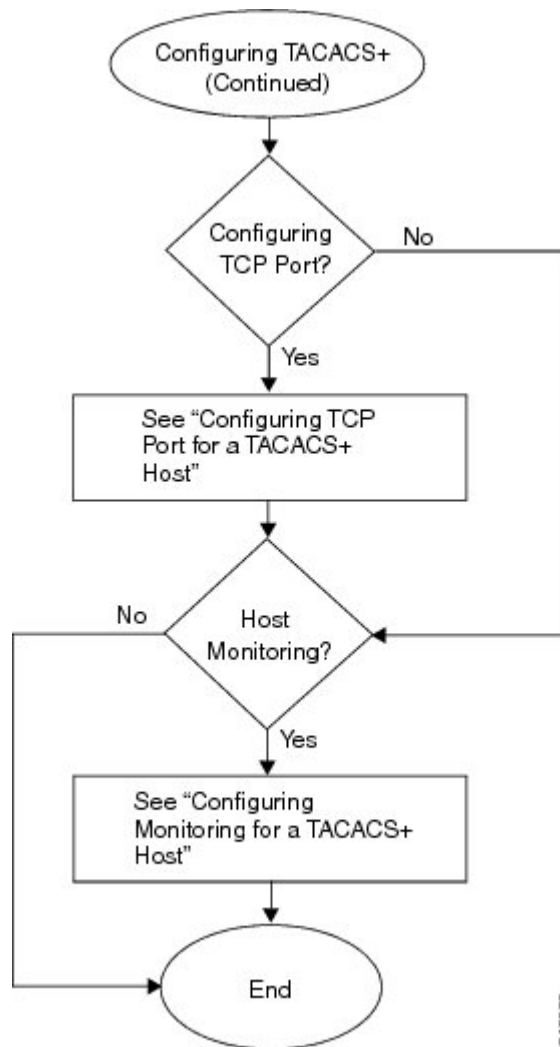 Configuring TACACS+
(Continued)
Configuring
TCP Port?
No
Yes
See “Configuring TCP
Port for a TACACS+
Host”
No
Host
Monitoring?
Yes
See “Configuring
Monitoring for a TACACS+
Host”
End